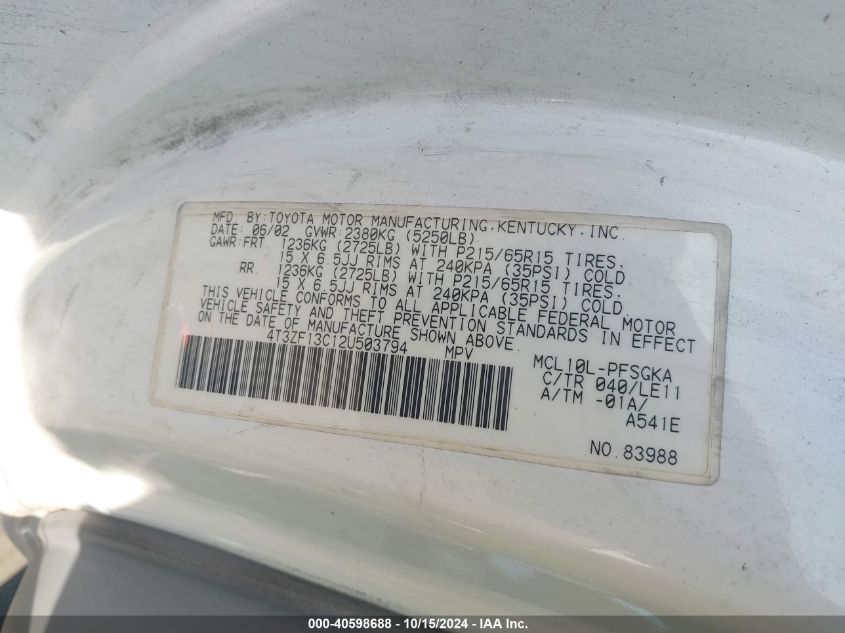 MFD. BY:TOYOTA MOTOR MANUFACTURING.KENTUCKY.INC.
DATE: 06/02 GVWR:2380KG (5250LB)
GAWR:FRT. 1236KG (2725LB) WITH P215/65R15 TIRES.
15 X 6.5JJ RIMS AT 240KPA (35PSI) COLD.
RR. 1236KG (2725LB) WITH P215/65R15 TIRES.
15 X 6.5JJ RIMS AT 240KPA (35PSI) COLD.
THIS VEHICLE CONFORMS TO ALL APPLICABLE FEDERAL MOTOR
VEHICLE SAFETY AND THEFT PREVENTION STANDARDS IN EFFECT
ON THE DATE OF MANUFACTURE SHOWN ABOVE.
4T3ZF13C12U503794 MPV
MCL10L-PFSGKA
C/TR 040/LE11
A/TM -01A/
A541E
NO.83988
000-40598688 - 10/15/2024 - IAA Inc.